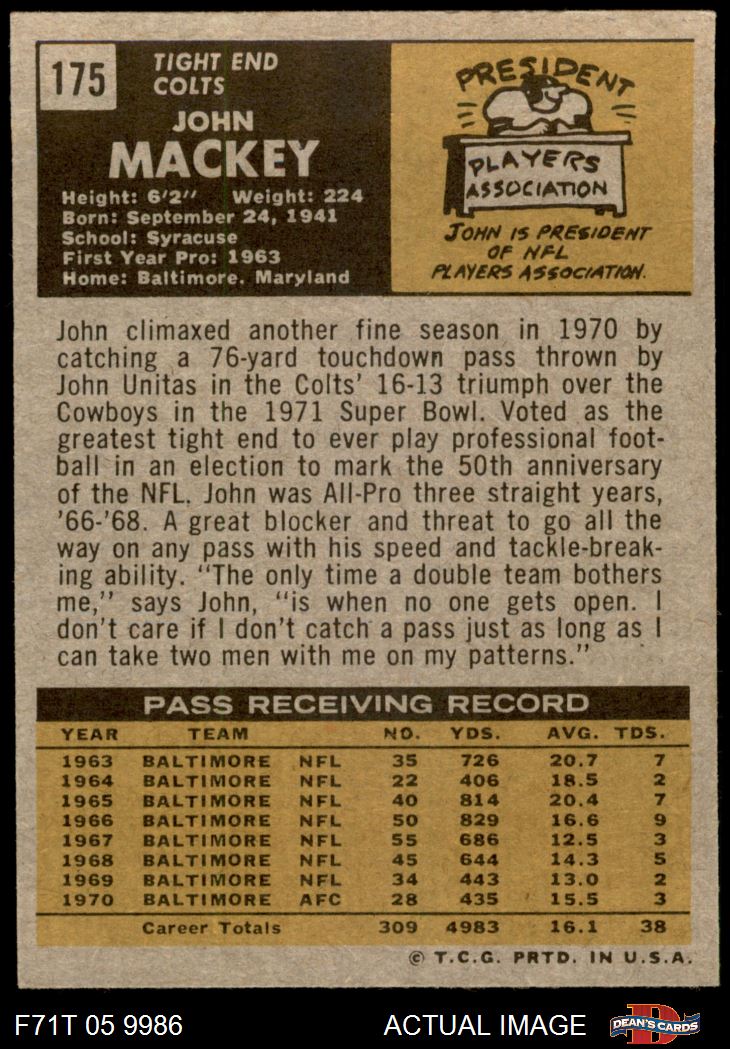 175
TIGHT END
COLTS
JOHN
MACKEY
Height: 6'2" Weight: 224
Born: September 24, 1941
School: Syracuse
First Year Pro: 1963
Home: Baltimore, Maryland
PRESIDENT
PLAYERS
ASSOCIATION
JOHN IS PRESIDENT
OF NFL
PLAYERS ASSOCIATION.
John climaxed another fine season in 1970 by
catching a 76-yard touchdown pass thrown by
John Unitas in the Colts' 16-13 triumph over the
Cowboys in the 1971 Super Bowl. Voted as the
greatest tight end to ever play professional foot-
ball in an election to mark the 50th anniversary
of the NFL. John was All-Pro three straight years,
'66-'68. A great blocker and threat to go all the
way on any pass with his speed and tackle-break-
ing ability. "The only time a double team bothers
me," says John, "is when no one gets open. I
don't care if I don't catch a pass just as long as I
can take two men with me on my patterns."
PASS RECEIVING RECORD
YEAR TEAM NO. YDS. AVG. TDS.
1963 BALTIMORE NFL 35 726 20.7 7
1964 BALTIMORE NFL 22 406 18.5 2
1965 BALTIMORE NFL 40 814 20.4 7
1966 BALTIMORE NFL 50 829 16.6 9
1967 BALTIMORE NFL 55 686 12.5 3
1968 BALTIMORE NFL 45 644 14.3 5
1969 BALTIMORE NFL 34 443 13.0 2
1970 BALTIMORE AFC 28 435 15.5 3
Career Totals 309 4983 16.1 38
© T.C.G. PRTD. IN U.S.A.
F71T 05 9986 ACTUAL IMAGE D DEAN'S CARDS